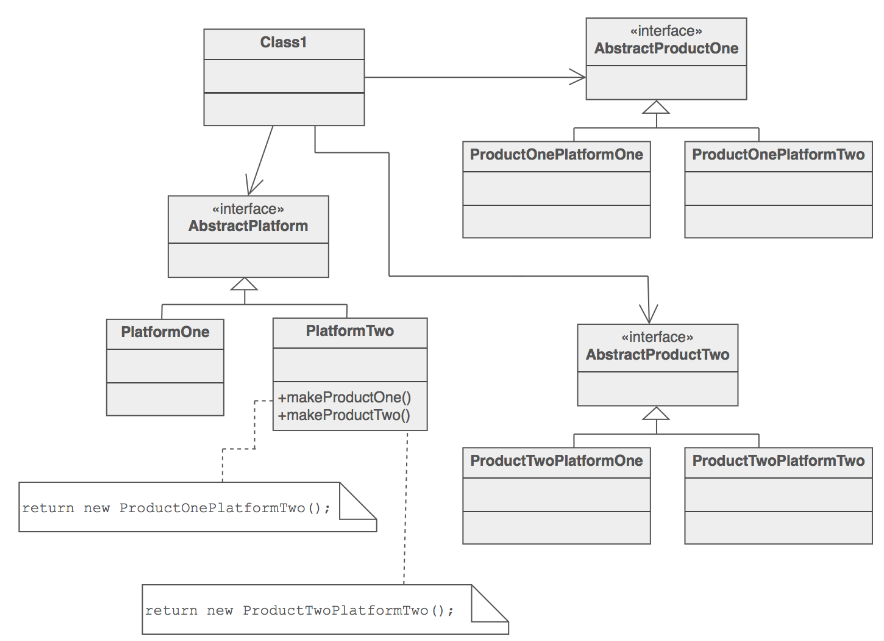 Class1
«interface»
AbstractProductOne
ProductOnePlatformOne
ProductOnePlatformTwo
«interface»
AbstractPlatform
PlatformOne
PlatformTwo
+makeProductOne()
+makeProductTwo()
«interface»
AbstractProductTwo
ProductTwoPlatformOne
ProductTwoPlatformTwo
return new ProductOnePlatformTwo();
return new ProductTwoPlatformTwo();